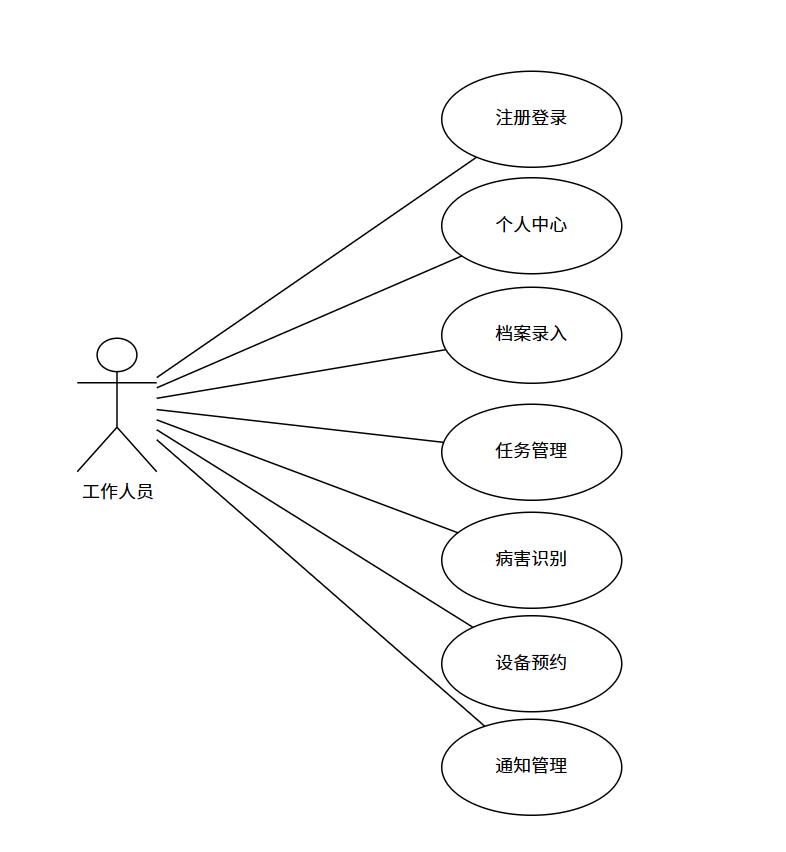 注册登录
个人中心
档案录入
任务管理
病害识别
设备预约
通知管理
工作人员